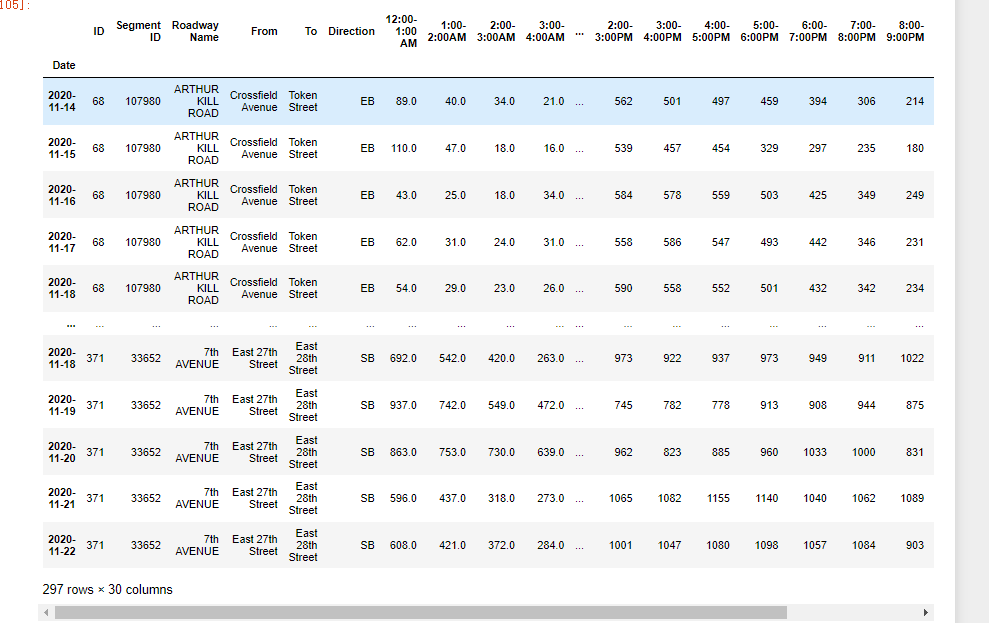 105]:
ID Segment ID Roadway Name From To Direction 12:00-1:00 AM 1:00-2:00AM 2:00-3:00AM 3:00-4:00AM ... 2:00-3:00PM 3:00-4:00PM 4:00-5:00PM 5:00-6:00PM 6:00-7:00PM 7:00-8:00PM 8:00-9:00PM
Date
2020-11-14 68 107980 ARTHUR KILL ROAD Crossfield Avenue Token Street EB 89.0 40.0 34.0 21.0 ... 562 501 497 459 394 306 214
2020-11-15 68 107980 ARTHUR KILL ROAD Crossfield Avenue Token Street EB 110.0 47.0 18.0 16.0 ... 539 457 454 329 297 235 180
2020-11-16 68 107980 ARTHUR KILL ROAD Crossfield Avenue Token Street EB 43.0 25.0 18.0 34.0 ... 584 578 559 503 425 349 249
2020-11-17 68 107980 ARTHUR KILL ROAD Crossfield Avenue Token Street EB 62.0 31.0 24.0 31.0 ... 558 586 547 493 442 346 231
2020-11-18 68 107980 ARTHUR KILL ROAD Crossfield Avenue Token Street EB 54.0 29.0 23.0 26.0 ... 590 558 552 501 432 342 234
... ... ... ... ... ... ... ... ... ... ... ... ... ... ... ... ... ... ... ...
2020-11-18 371 33652 7th AVENUE East 27th Street East 28th Street SB 692.0 542.0 420.0 263.0 ... 973 922 937 973 949 911 1022
2020-11-19 371 33652 7th AVENUE East 27th Street East 28th Street SB 937.0 742.0 549.0 472.0 ... 745 782 778 913 908 944 875
2020-11-20 371 33652 7th AVENUE East 27th Street East 28th Street SB 863.0 753.0 730.0 639.0 ... 962 823 885 960 1033 1000 831
2020-11-21 371 33652 7th AVENUE East 27th Street East 28th Street SB 596.0 437.0 318.0 273.0 ... 1065 1082 1155 1140 1040 1062 1089
2020-11-22 371 33652 7th AVENUE East 27th Street East 28th Street SB 608.0 421.0 372.0 284.0 ... 1001 1047 1080 1098 1057 1084 903
297 rows × 30 columns